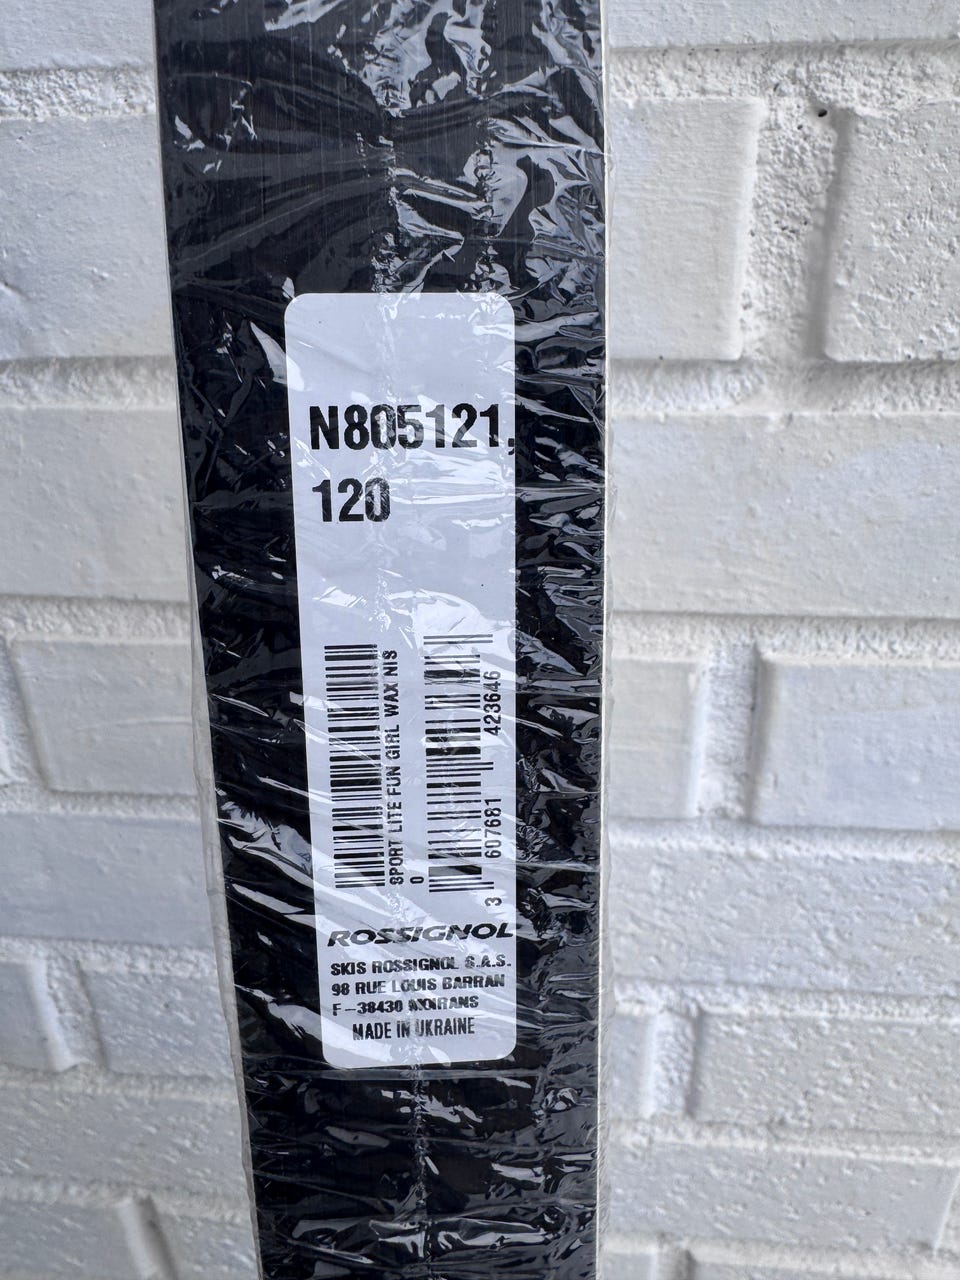 N805121,
120
SPORT LITE FUN GIRL WAX NIS
0
3 607681 423646
ROSSIGNOL
SKIS ROSSIGNOL S.A.S.
98 RUE LOUIS BARRAN
F-38430 MOIRANS
MADE IN UKRAINE